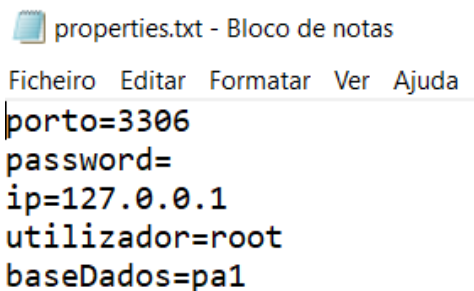 properties.txt - Bloco de notas
Ficheiro Editar Formatar Ver Ajuda
porto=3306
password=
ip=127.0.0.1
utilizador=root
baseDados=pa1